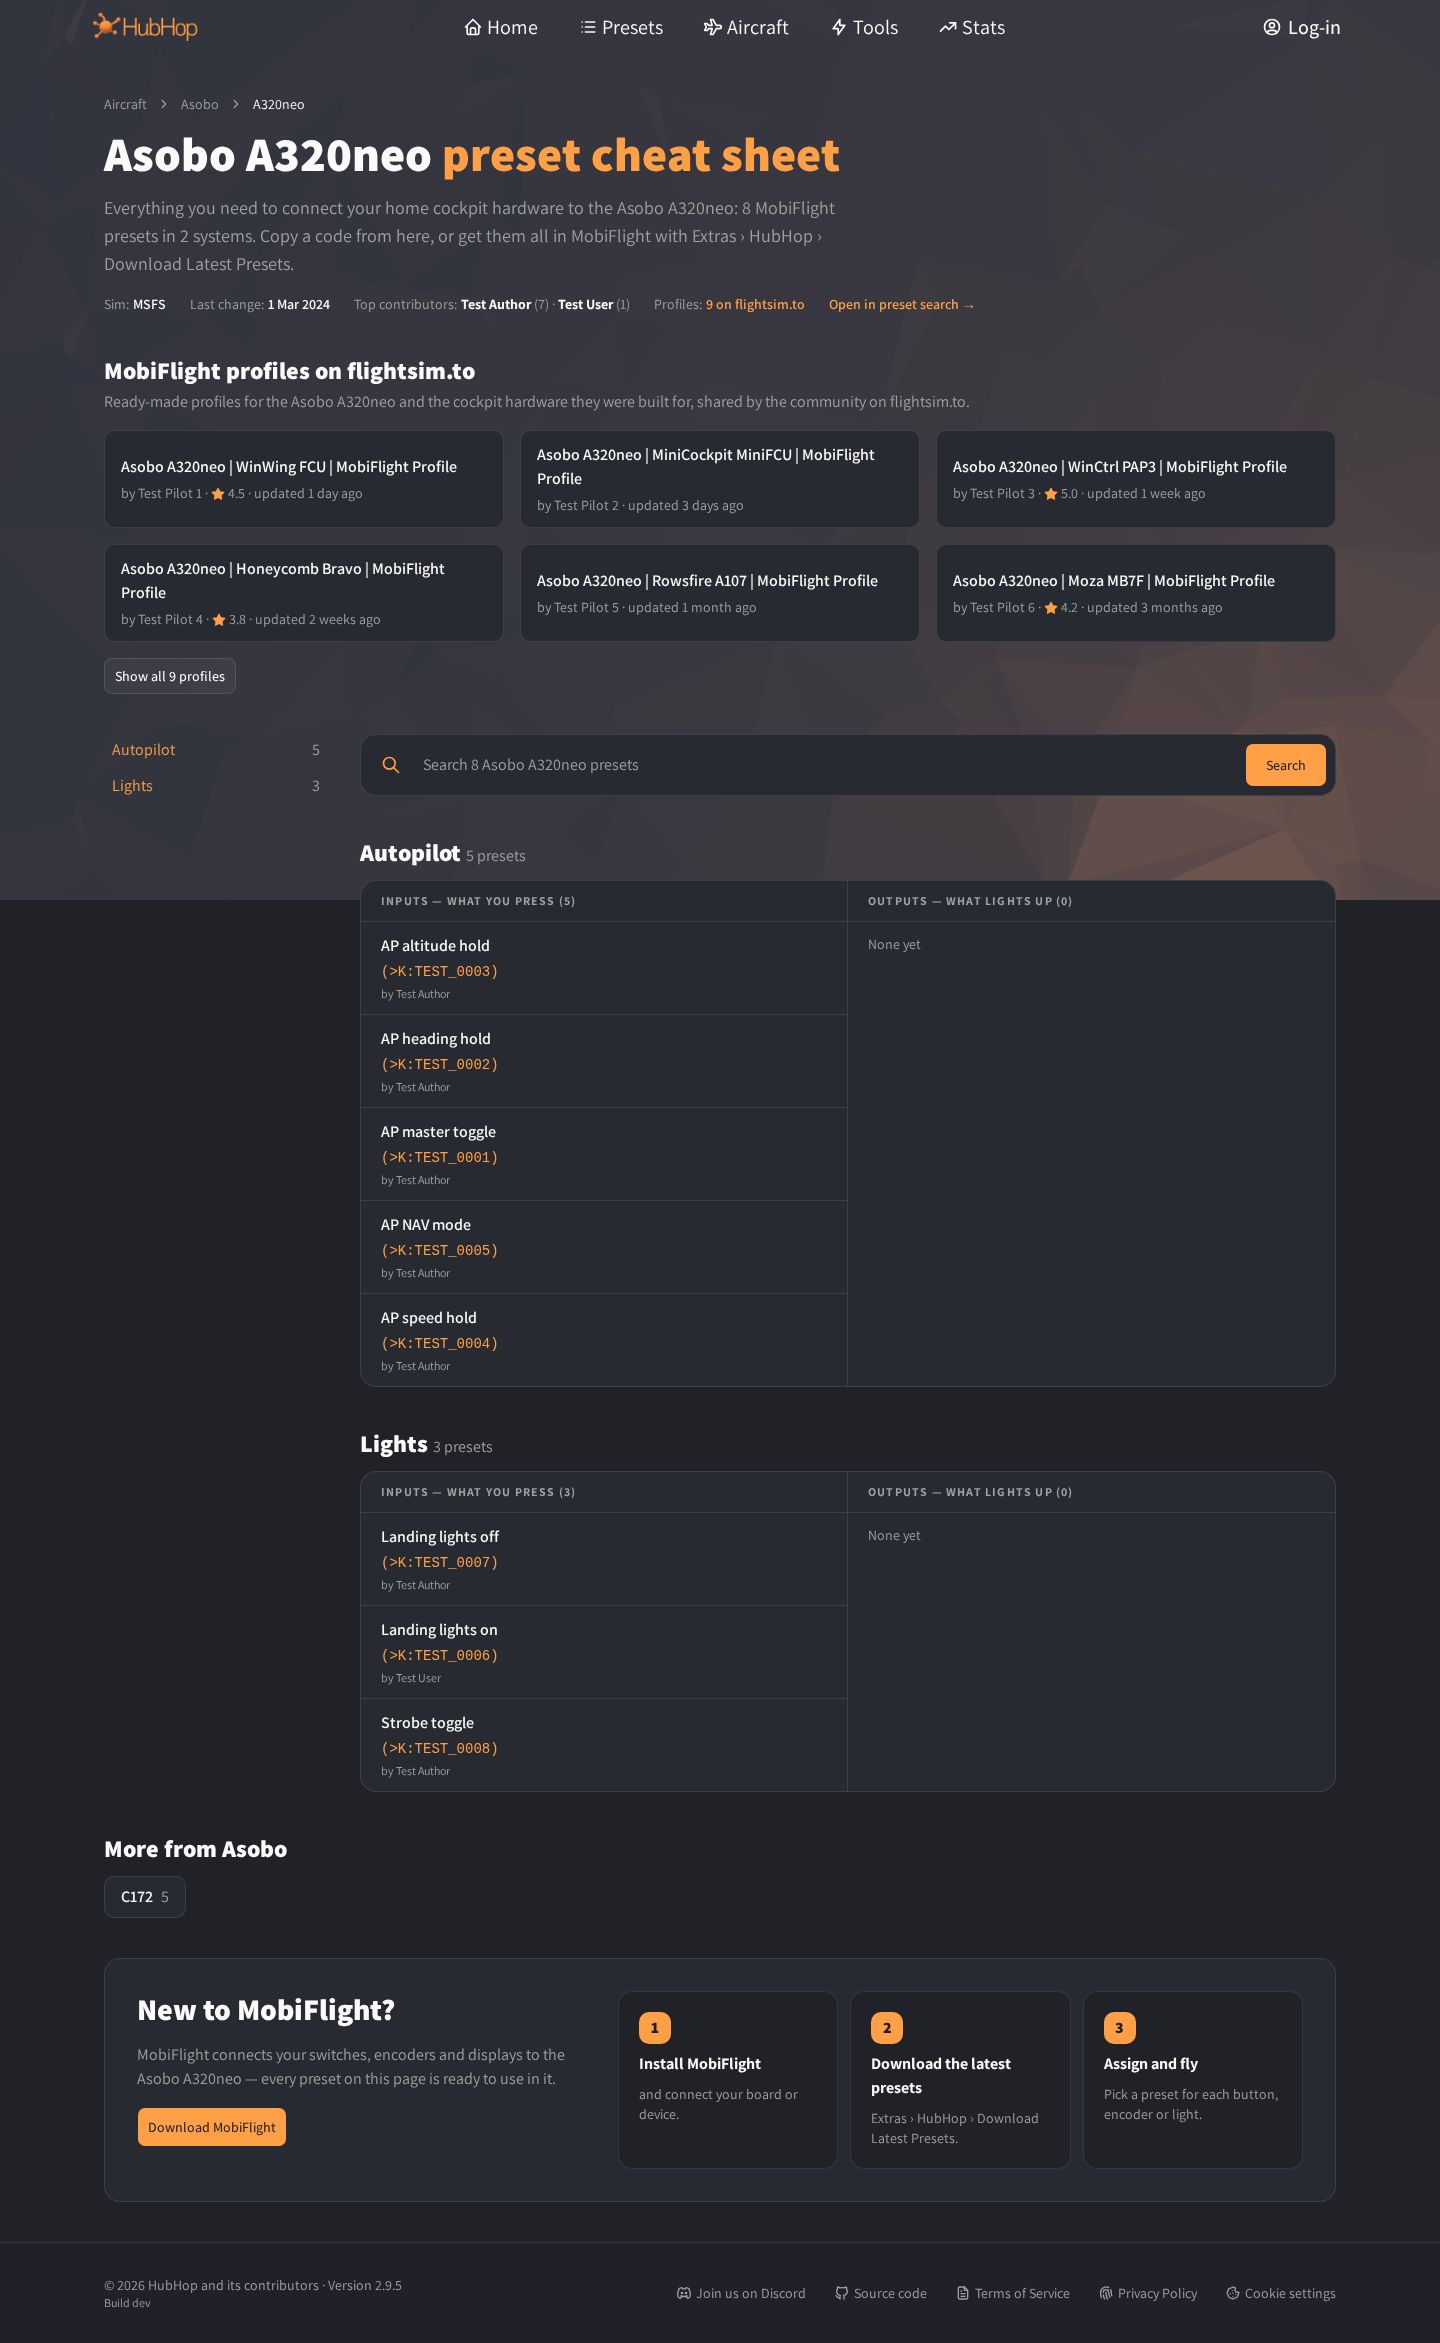 HubHop
Home
Presets
Aircraft
Tools
Stats
Log-in
Aircraft > Asobo > A320neo
Asobo A320neo preset cheat sheet
Everything you need to connect your home cockpit hardware to the Asobo A320neo: 8 MobiFlight
presets in 2 systems. Copy a code from here, or get them all in MobiFlight with Extras › HubHop ›
Download Latest Presets.
Sim: MSFS Last change: 1 Mar 2024 Top contributors: Test Author (7) · Test User (1) Profiles: 9 on flightsim.to Open in preset search →
MobiFlight profiles on flightsim.to
Ready-made profiles for the Asobo A320neo and the cockpit hardware they were built for, shared by the community on flightsim.to.
Asobo A320neo | WinWing FCU | MobiFlight Profile
by Test Pilot 1 · ★ 4.5 · updated 1 day ago
Asobo A320neo | MiniCockpit MiniFCU | MobiFlight
Profile
by Test Pilot 2 · updated 3 days ago
Asobo A320neo | WinCtrl PAP3 | MobiFlight Profile
by Test Pilot 3 · ★ 5.0 · updated 1 week ago
Asobo A320neo | Honeycomb Bravo | MobiFlight
Profile
by Test Pilot 4 · ★ 3.8 · updated 2 weeks ago
Asobo A320neo | Rowsfire A107 | MobiFlight Profile
by Test Pilot 5 · updated 1 month ago
Asobo A320neo | Moza MB7F | MobiFlight Profile
by Test Pilot 6 · ★ 4.2 · updated 3 months ago
Show all 9 profiles
Autopilot 5
Lights 3
Search 8 Asobo A320neo presets
Search
Autopilot 5 presets
INPUTS — WHAT YOU PRESS (5)
AP altitude hold
(>K:TEST_0003)
by Test Author
AP heading hold
(>K:TEST_0002)
by Test Author
AP master toggle
(>K:TEST_0001)
by Test Author
AP NAV mode
(>K:TEST_0005)
by Test Author
AP speed hold
(>K:TEST_0004)
by Test Author
OUTPUTS — WHAT LIGHTS UP (0)
None yet
Lights 3 presets
INPUTS — WHAT YOU PRESS (3)
Landing lights off
(>K:TEST_0007)
by Test Author
Landing lights on
(>K:TEST_0006)
by Test User
Strobe toggle
(>K:TEST_0008)
by Test Author
OUTPUTS — WHAT LIGHTS UP (0)
None yet
More from Asobo
C172 5
New to MobiFlight?
MobiFlight connects your switches, encoders and displays to the
Asobo A320neo — every preset on this page is ready to use in it.
Download MobiFlight
1
Install MobiFlight
and connect your board or
device.
2
Download the latest
presets
Extras › HubHop › Download
Latest Presets.
3
Assign and fly
Pick a preset for each button,
encoder or light.
© 2026 HubHop and its contributors · Version 2.9.5
Build dev
Join us on Discord
Source code
Terms of Service
Privacy Policy
Cookie settings